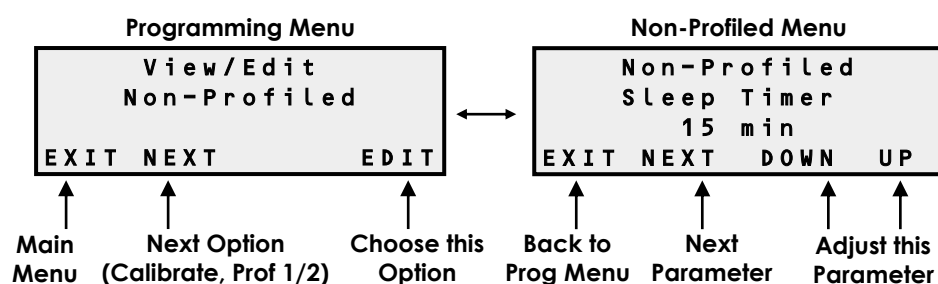 Programming Menu
View/Edit
Non-Profiled
EXIT NEXT EDIT
Main Menu
Next Option
(Calibrate, Prof 1/2)
Choose this
Option
Non-Profiled Menu
Non-Profiled
Sleep Timer
15 min
EXIT NEXT DOWN UP
Back to
Prog Menu
Next
Parameter
Adjust this
Parameter